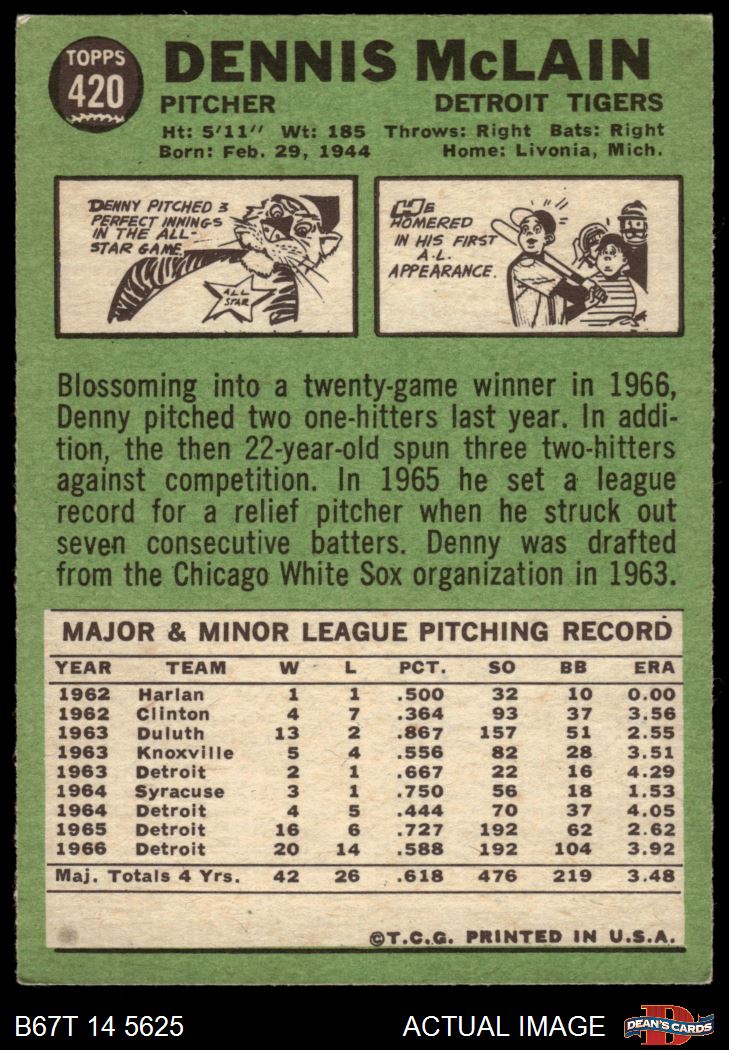 TOPPS
420
DENNIS McLAIN
PITCHER DETROIT TIGERS
Ht: 5'11" Wt: 185 Throws: Right Bats: Right
Born: Feb. 29, 1944 Home: Livonia, Mich.
DENNY PITCHED 3
PERFECT INNINGS
IN THE ALL-
STAR GAME.
ALL
STAR
HE
HOMERED
IN HIS FIRST
A.L.
APPEARANCE.
Blossoming into a twenty-game winner in 1966,
Denny pitched two one-hitters last year. In addi-
tion, the then 22-year-old spun three two-hitters
against competition. In 1965 he set a league
record for a relief pitcher when he struck out
seven consecutive batters. Denny was drafted
from the Chicago White Sox organization in 1963.
MAJOR & MINOR LEAGUE PITCHING RECORD
YEAR TEAM W L PCT. SO BB ERA
1962 Harlan 1 1 .500 32 10 0.00
1962 Clinton 4 7 .364 93 37 3.56
1963 Duluth 13 2 .867 157 51 2.55
1963 Knoxville 5 4 .556 82 28 3.51
1963 Detroit 2 1 .667 22 16 4.29
1964 Syracuse 3 1 .750 56 18 1.53
1964 Detroit 4 5 .444 70 37 4.05
1965 Detroit 16 6 .727 192 62 2.62
1966 Detroit 20 14 .588 192 104 3.92
Maj. Totals 4 Yrs. 42 26 .618 476 219 3.48
©T.C.G. PRINTED IN U.S.A.
B67T 14 5625 ACTUAL IMAGE
D
DEAN'S CARDS